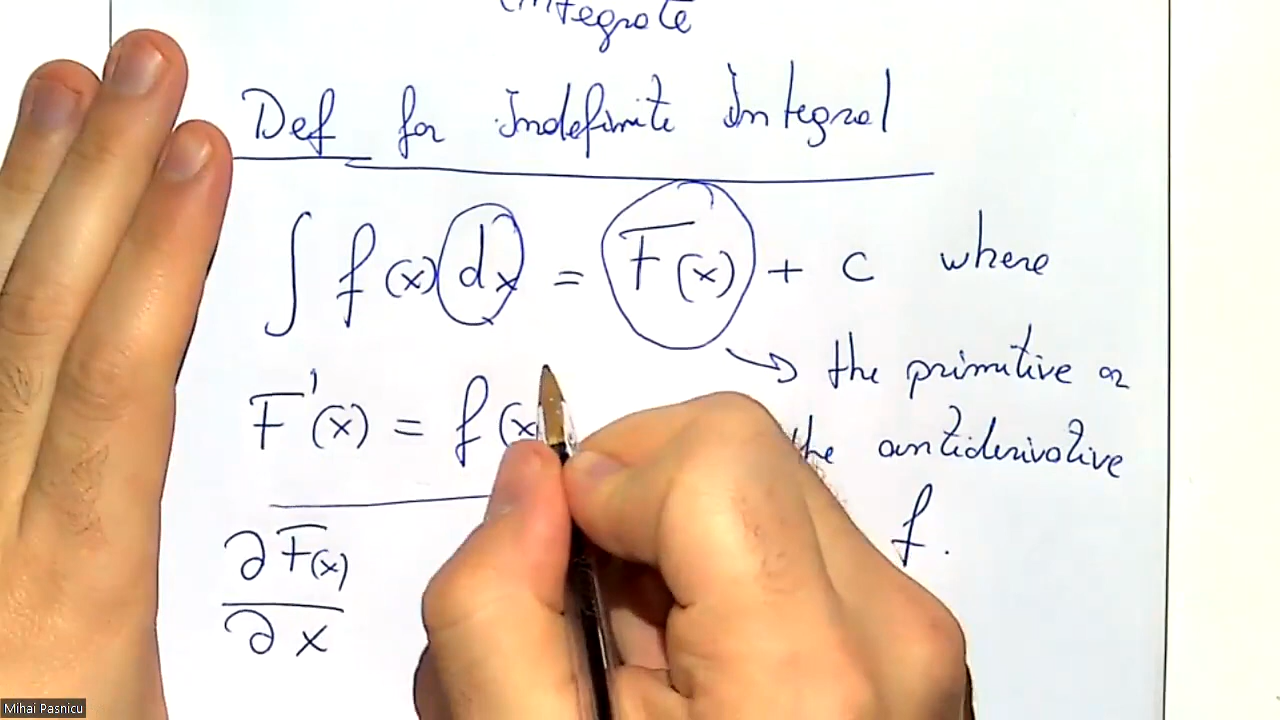 integrate
Def for Indefinite Integral
∫ f(x) dx = F(x) + c where
→ the primitive or
F'(x) = f(x
the antiderivative
f.
∂F(x)
∂x
Mihai Pasnicu